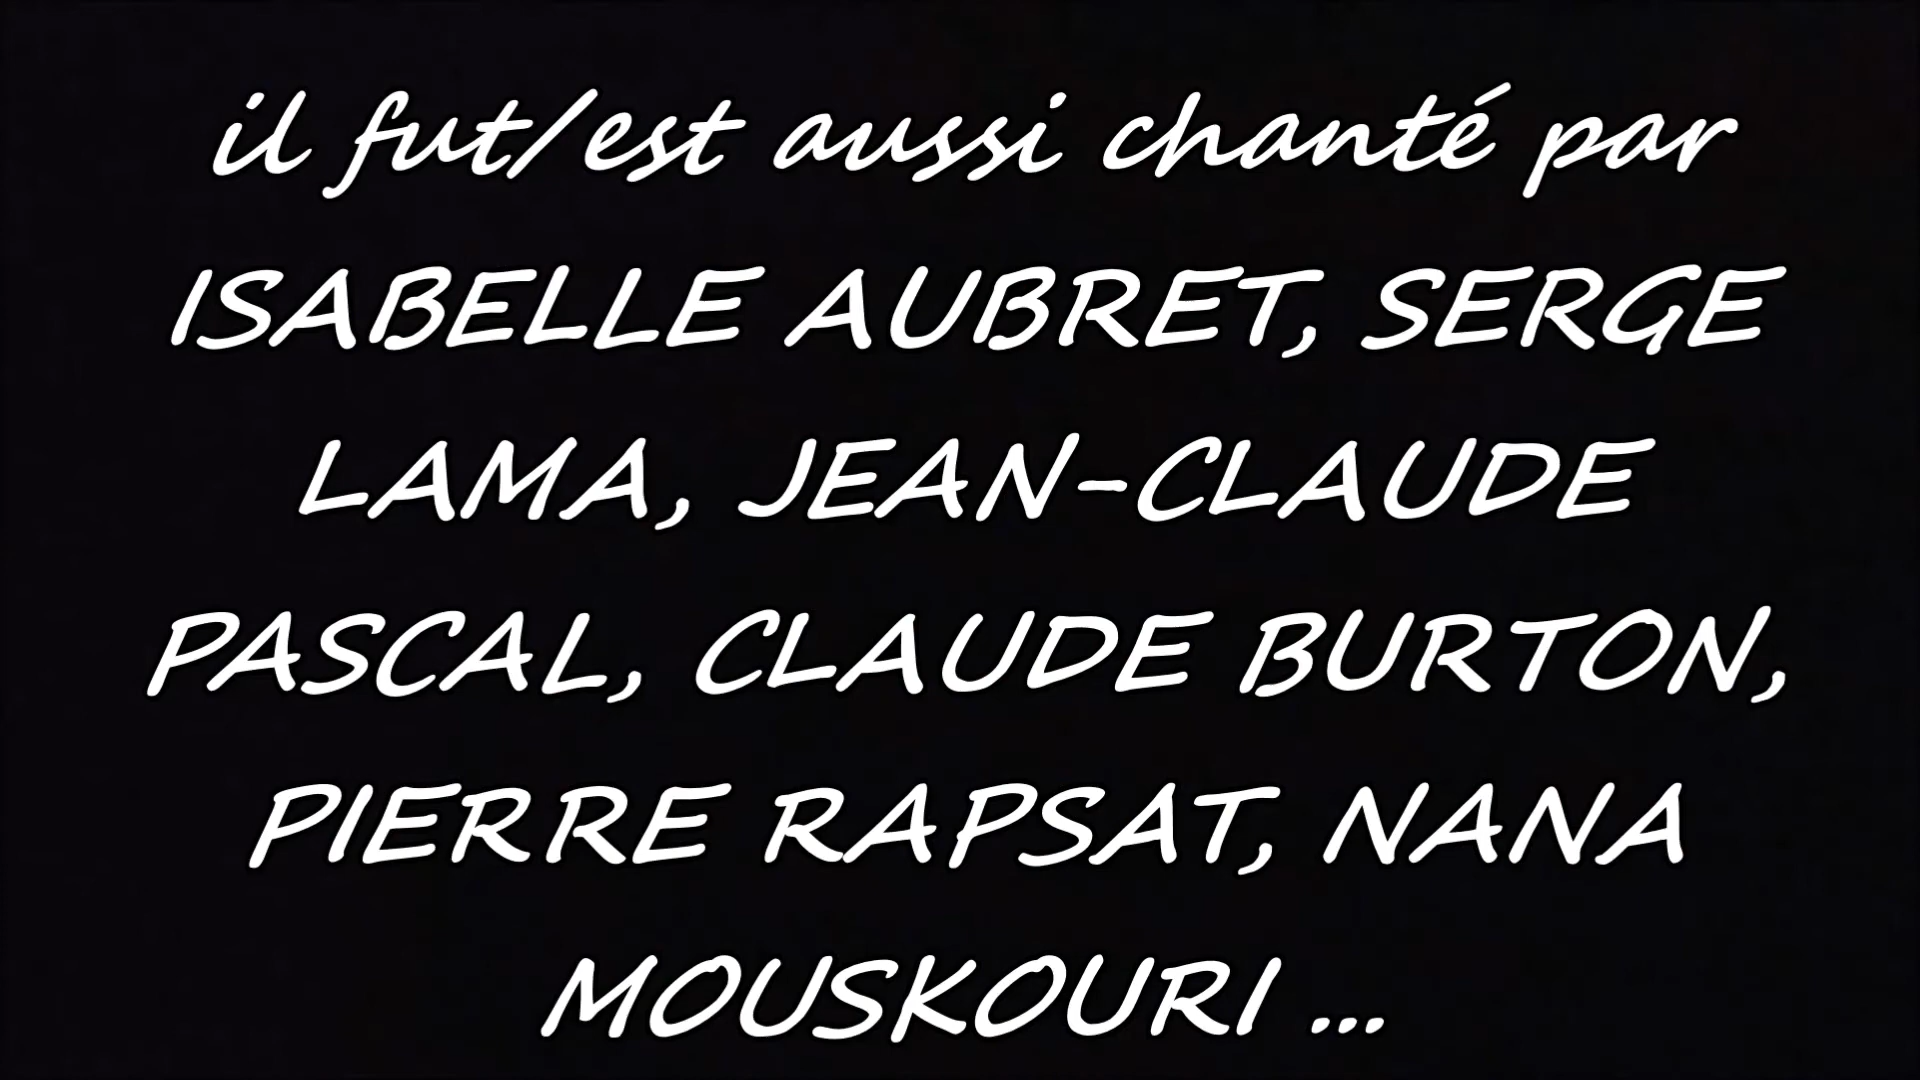 il fut/est aussi chanté par
ISABELLE AUBRET, SERGE
LAMA, JEAN-CLAUDE
PASCAL, CLAUDE BURTON,
PIERRE RAPSAT, NANA
MOUSKOURI ...